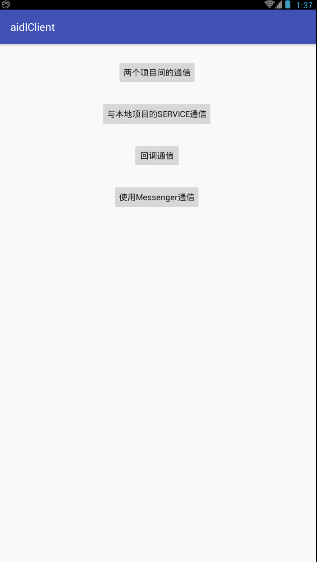 1:37
aidlClient
两个项目间的通信
与本地项目的SERVICE通信
回调通信
使用Messenger通信